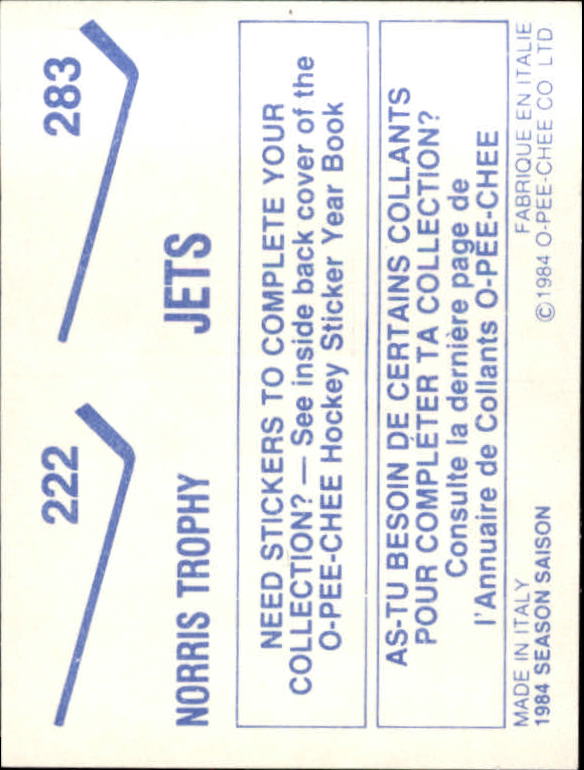 222
283
NORRIS TROPHY
JETS
NEED STICKERS TO COMPLETE YOUR
COLLECTION? — See inside back cover of the
O-PEE-CHEE Hockey Sticker Year Book
AS-TU BESOIN DE CERTAINS COLLANTS
POUR COMPLÉTER TA COLLECTION?
Consulte la dernière page de
l'Annuaire de Collants O-PEE-CHEE
MADE IN ITALY
FABRIQUE EN ITALIE
1984 SEASON SAISON
©1984 O-PEE-CHEE CO LTD.